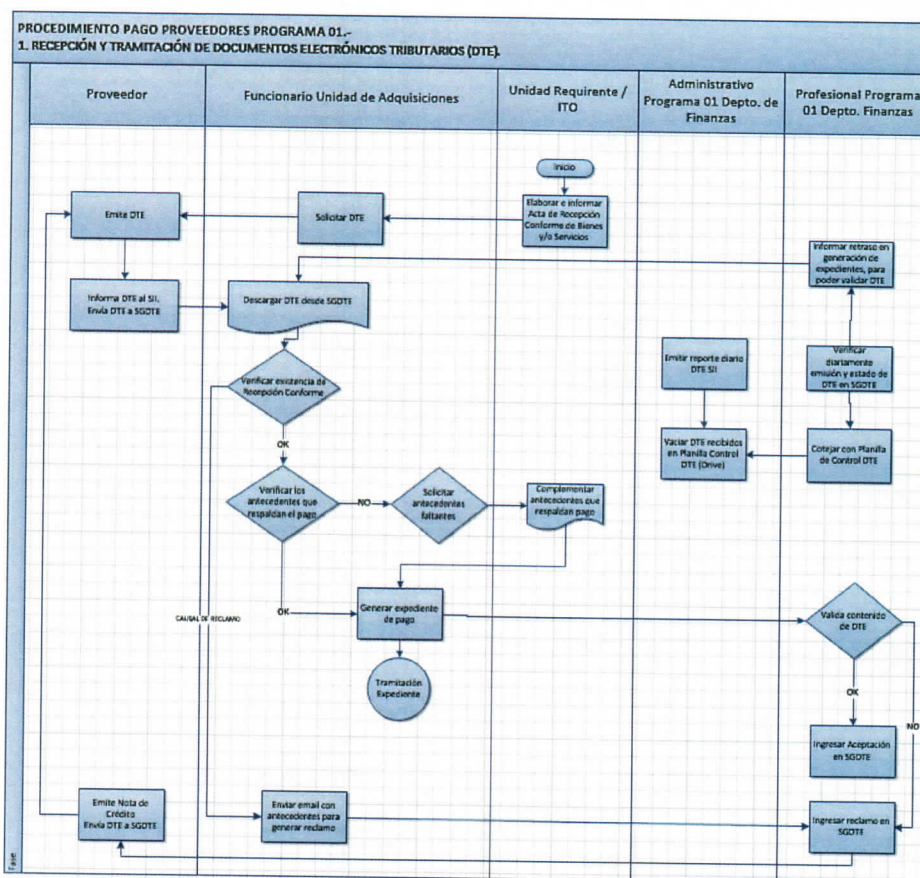 PROCEDIMIENTO PAGO PROVEEDORES PROGRAMA 01.-
1. RECEPCIÓN Y TRAMITACIÓN DE DOCUMENTOS ELECTRÓNICOS TRIBUTARIOS (DTE).
Proveedor
Funcionario Unidad de Adquisiciones
Unidad Requirente /
ITO
Administrativo
Programa 01 Depto. de
Finanzas
Profesional Programa
01 Depto. Finanzas
Inicio
Elaborar e informar
Acta de Recepción
Conforme de Bienes
y/o Servicios
Solicitar DTE
Emite DTE
Informa DTE al SII,
Envía DTE a SGDTE
Descargar DTE desde SGDTE
Informar retraso en
generación de
expedientes, para
poder validar DTE
Verificar existencia de
Recepción Conforme
Emitir reporte diario
DTE SII
Verificar
diariamente
emisión y estado de
DTE en SGDTE
OK
Vaciar DTE recibidos
en Planilla Control
DTE (Drive)
Cotejar con Planilla
de Control DTE
Verificar los
antecedentes que
respaldan el pago
NO
Solicitar
antecedentes
faltantes
Complementar
antecedentes que
respaldan pago
CAUSAL DE RECLAMO
OK
Generar expediente
de pago
Valida contenido
de DTE
Tramitación
Expediente
OK
NO
Ingresar Aceptación
en SGDTE
Emite Nota de
Crédito
Envía DTE a SGDTE
Enviar email con
antecedentes para
generar reclamo
Ingresar reclamo en
SGDTE
Fase